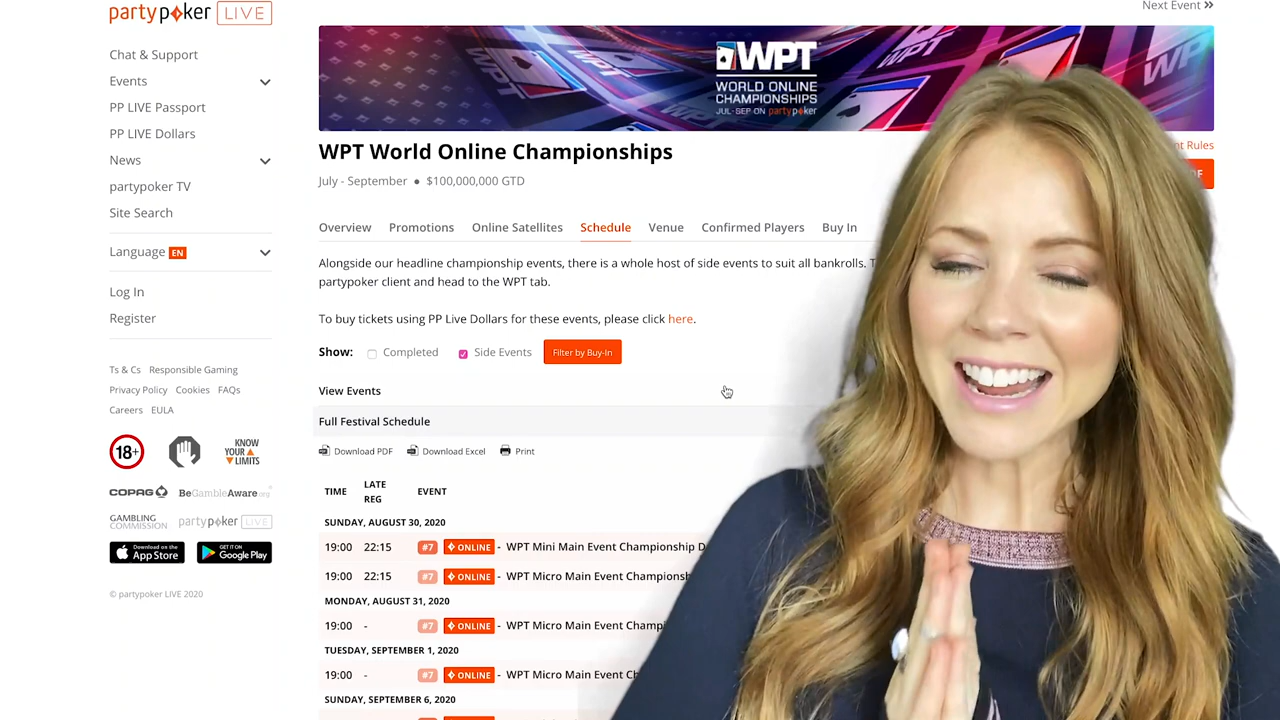 partypoker LIVE
Chat & Support
Events
PP LIVE Passport
PP LIVE Dollars
News
partypoker TV
Site Search
Language EN
Log In
Register
Ts & Cs Responsible Gaming
Privacy Policy Cookies FAQs
Careers EULA
18+
KNOW
YOUR
LIMITS
COPAG BeGambleAware.org
GAMBLING
COMMISSION
partypoker LIVE
Download on the
App Store
GET IT ON
Google Play
© partypoker LIVE 2020
Next Event »
WPT
WORLD ONLINE
CHAMPIONSHIPS
JUL-SEP ON partypoker
WPT
WPT
WPT
WPT World Online Championships
July - September ● $100,000,000 GTD
Rules
Overview Promotions Online Satellites Schedule Venue Confirmed Players Buy In
Alongside our headline championship events, there is a whole host of side events to suit all bankrolls.
partypoker client and head to the WPT tab.
To buy tickets using PP Live Dollars for these events, please click here.
Show: Completed Side Events Filter by Buy-In
View Events
Full Festival Schedule
Download PDF Download Excel Print
TIME LATE REG EVENT
SUNDAY, AUGUST 30, 2020
19:00 22:15 #7 ONLINE - WPT Mini Main Event Championship
19:00 22:15 #7 ONLINE - WPT Micro Main Event Championsh
MONDAY, AUGUST 31, 2020
19:00 - #7 ONLINE - WPT Micro Main Event Champi
TUESDAY, SEPTEMBER 1, 2020
19:00 - #7 ONLINE - WPT Micro Main Event Ch
SUNDAY, SEPTEMBER 6, 2020